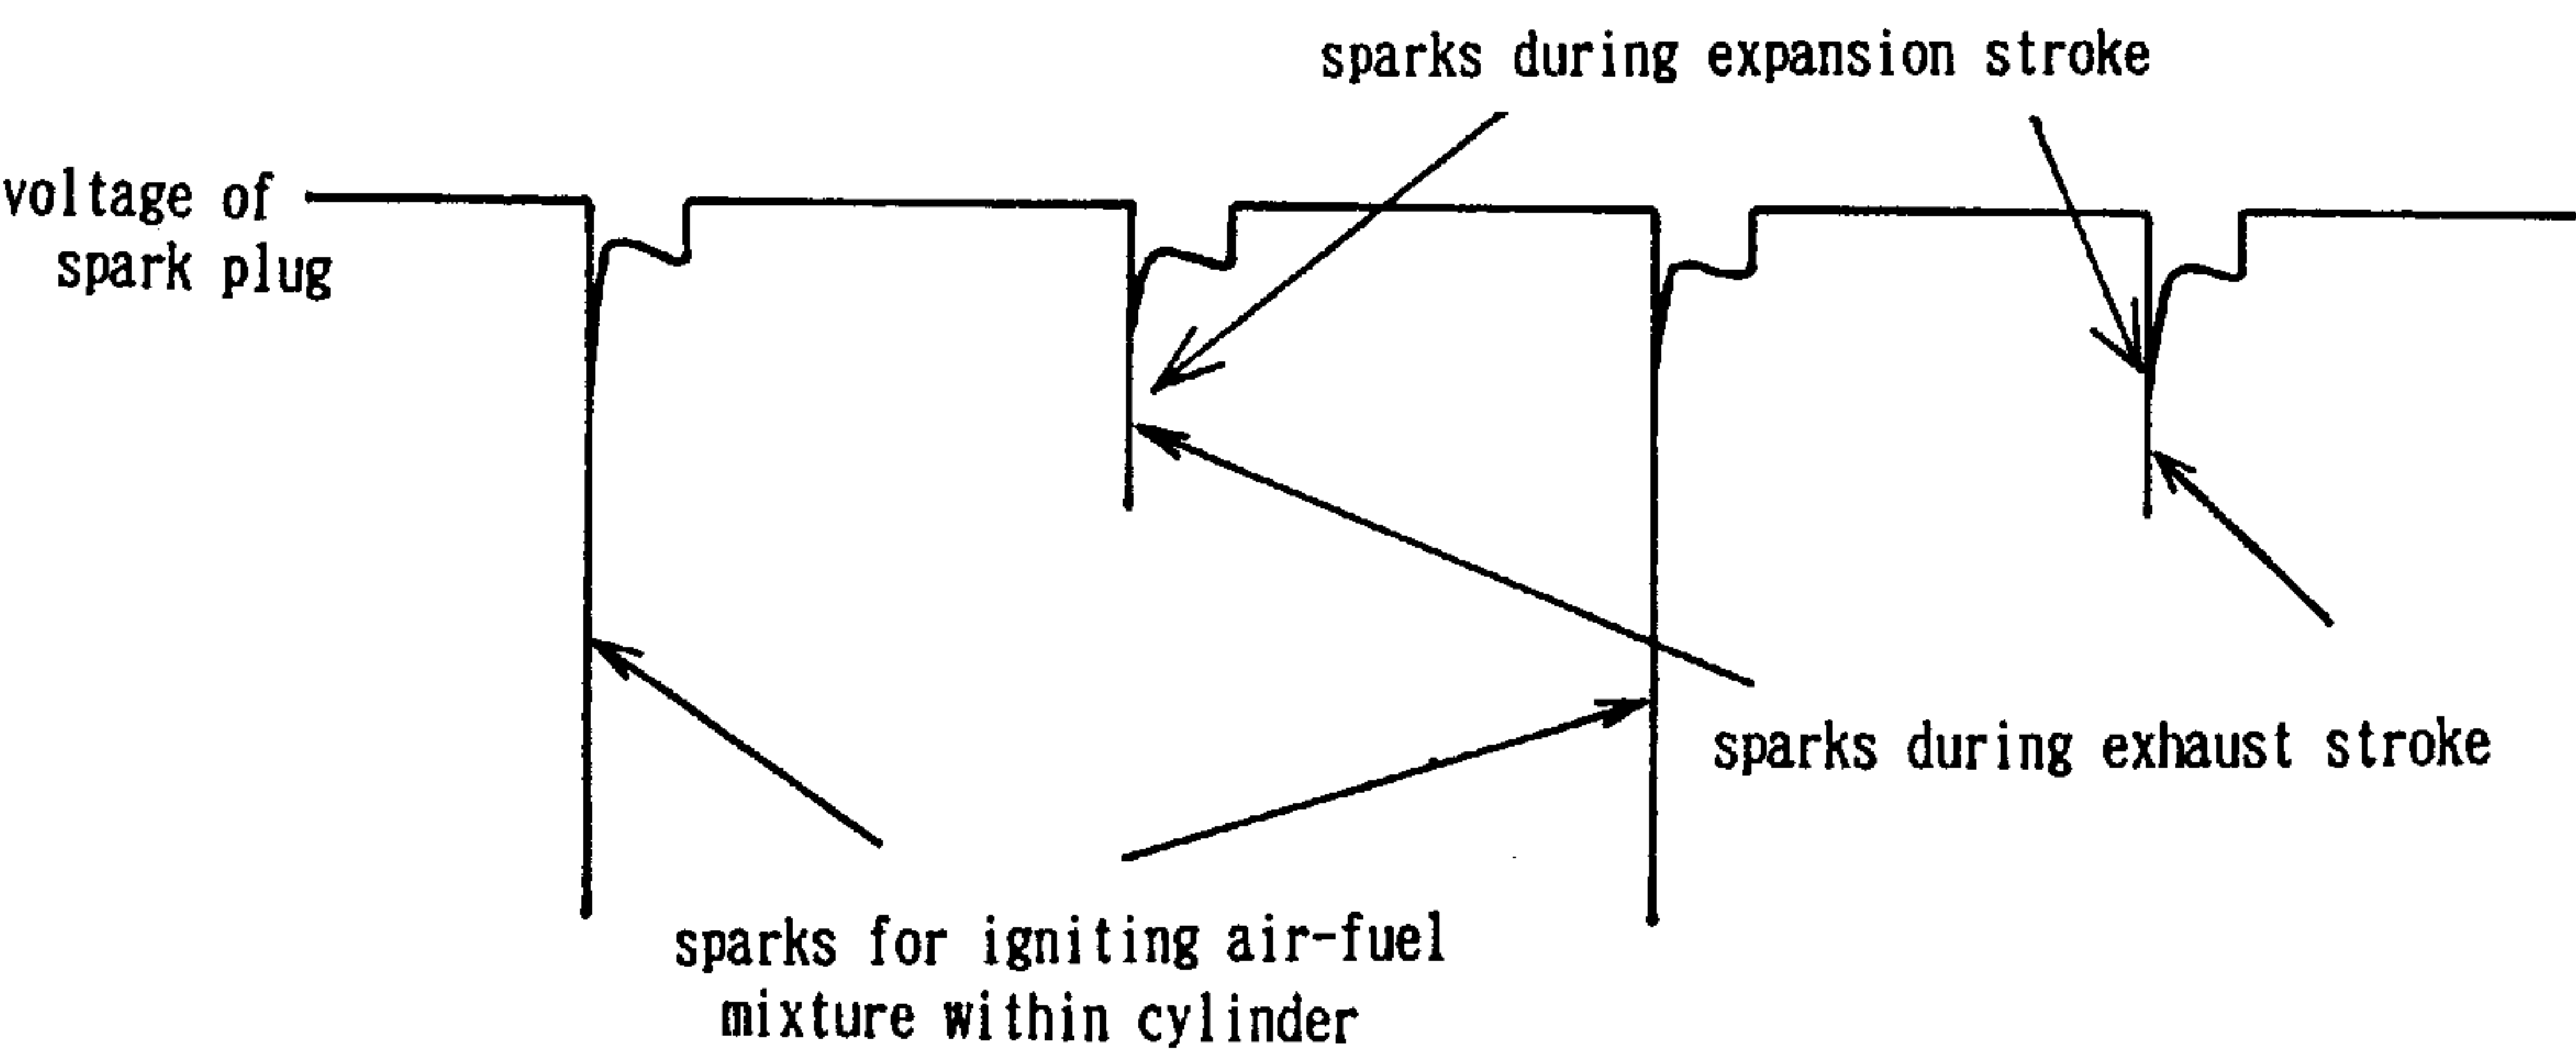 sparks during expansion stroke
voltage of
spark plug
sparks during exhaust stroke
sparks for igniting air-fuel
mixture within cylinder